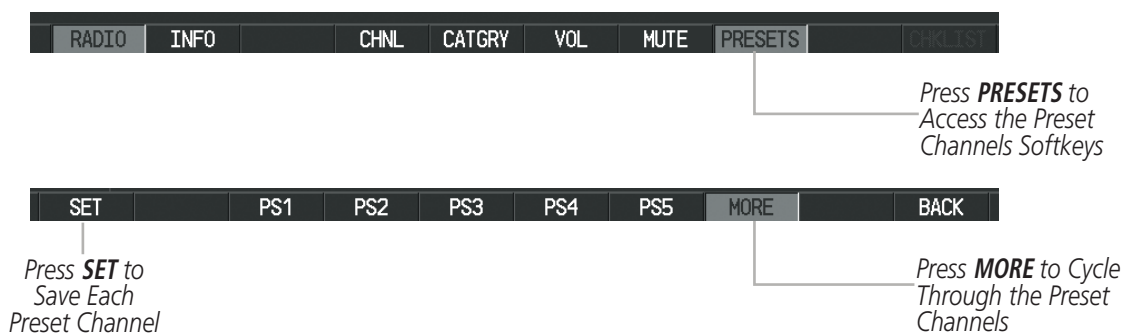 RADIO INFO CHNL CATGRY VOL MUTE PRESETS CHKLIST
Press PRESETS to
Access the Preset
Channels Softkeys
SET PS1 PS2 PS3 PS4 PS5 MORE BACK
Press SET to
Save Each
Preset Channel
Press MORE to Cycle
Through the Preset
Channels